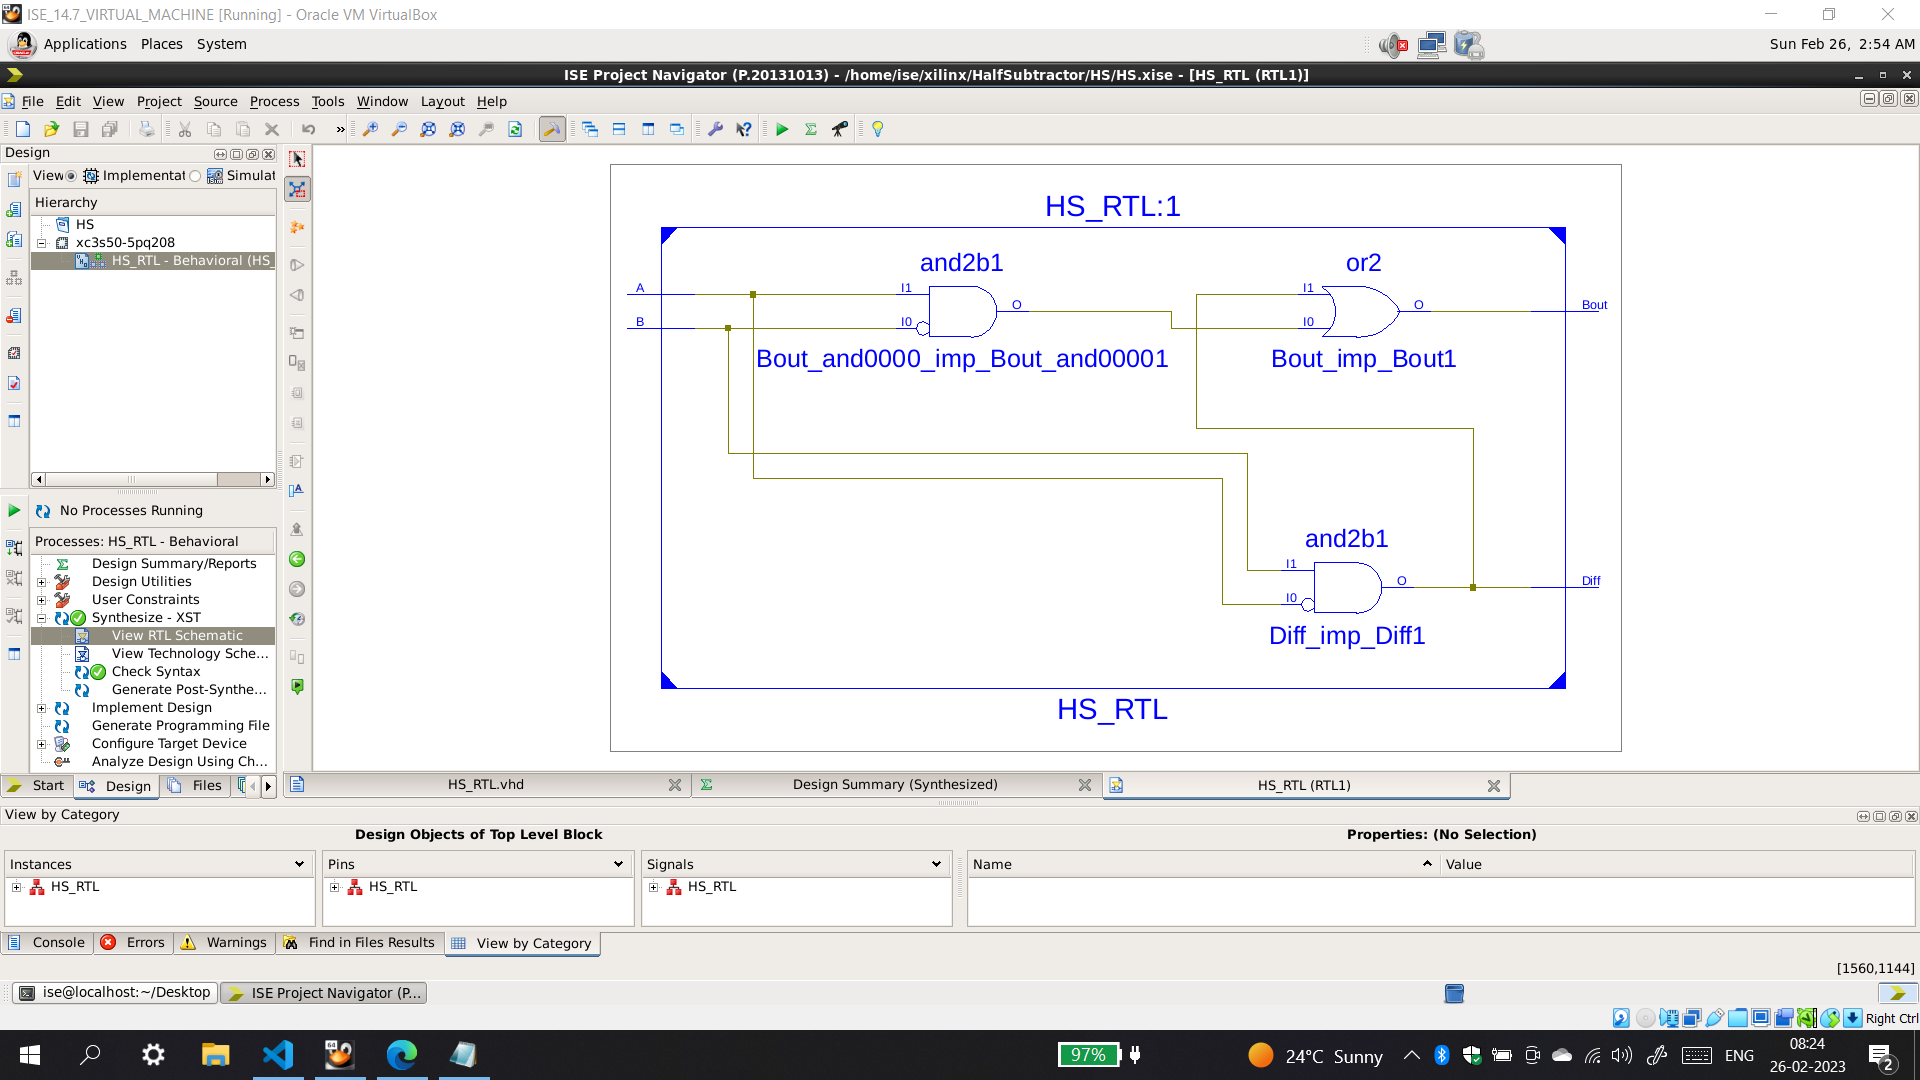 ISE_14.7_VIRTUAL_MACHINE [Running] - Oracle VM VirtualBox
Applications Places System
Sun Feb 26, 2:54 AM
ISE Project Navigator (P.20131013) - /home/ise/xilinx/HalfSubtractor/HS/HS.xise - [HS_RTL (RTL1)]
File Edit View Project Source Process Tools Window Layout Help
Design
View Implementat Simulat
Hierarchy
HS
xc3s50-5pq208
HS_RTL - Behavioral (HS_
No Processes Running
Processes: HS_RTL - Behavioral
Design Summary/Reports
Design Utilities
User Constraints
Synthesize - XST
View RTL Schematic
View Technology Sche...
Check Syntax
Generate Post-Synthe...
Implement Design
Generate Programming File
Configure Target Device
Analyze Design Using Ch...
Start Design Files
HS_RTL:1
and2b1
or2
A
I1
O
I1
O
Bout
B
I0
I0
Bout_and0000_imp_Bout_and00001
Bout_imp_Bout1
and2b1
I1
O
Diff
I0
Diff_imp_Diff1
HS_RTL
HS_RTL.vhd
Design Summary (Synthesized)
HS_RTL (RTL1)
View by Category
Design Objects of Top Level Block
Properties: (No Selection)
Instances
Pins
Signals
Name
Value
HS_RTL
HS_RTL
HS_RTL
Console Errors Warnings Find in Files Results View by Category
[1560,1144]
ise@localhost:~/Desktop
ISE Project Navigator (P...
Right Ctrl
97%
24°C Sunny
ENG
08:24
26-02-2023
2